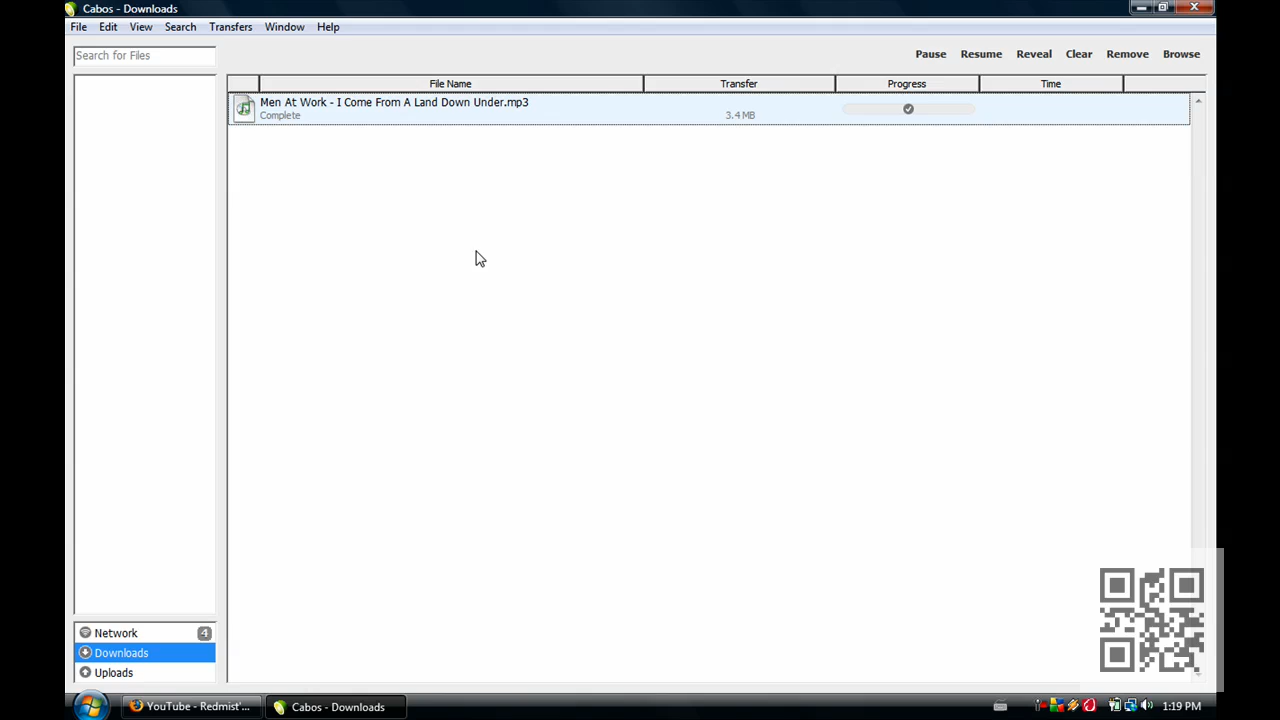 Cabos - Downloads
File Edit View Search Transfers Window Help
Search for Files
Pause Resume Reveal Clear Remove Browse
File Name Transfer Progress Time
Men At Work - I Come From A Land Down Under.mp3
Complete 3.4 MB
Network 4
Downloads
Uploads
YouTube - Redmist'... Cabos - Downloads 1:19 PM